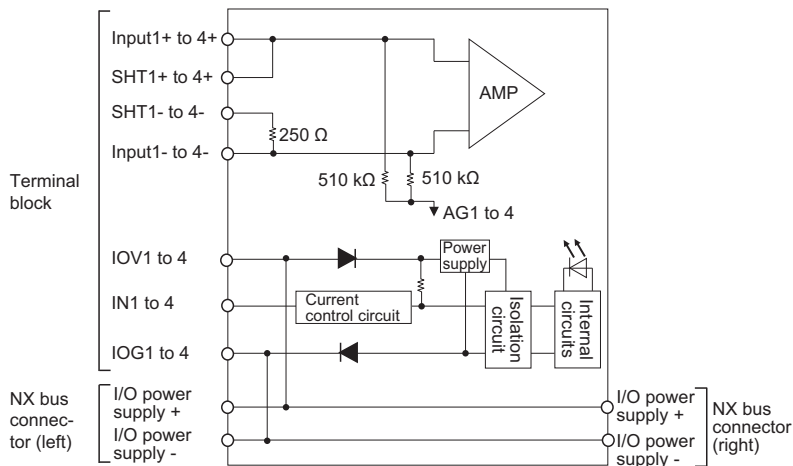 Input1+ to 4+
SHT1+ to 4+
SHT1- to 4-
Input1- to 4-
250 Ω
AMP
510 kΩ
510 kΩ
AG1 to 4
Terminal
block
IOV1 to 4
IN1 to 4
IOG1 to 4
Current
control circuit
Power
supply
Isolation
circuit
Internal
circuits
NX bus
connec-
tor (left)
I/O power
supply +
I/O power
supply -
I/O power
supply +
I/O power
supply -
NX bus
connector
(right)